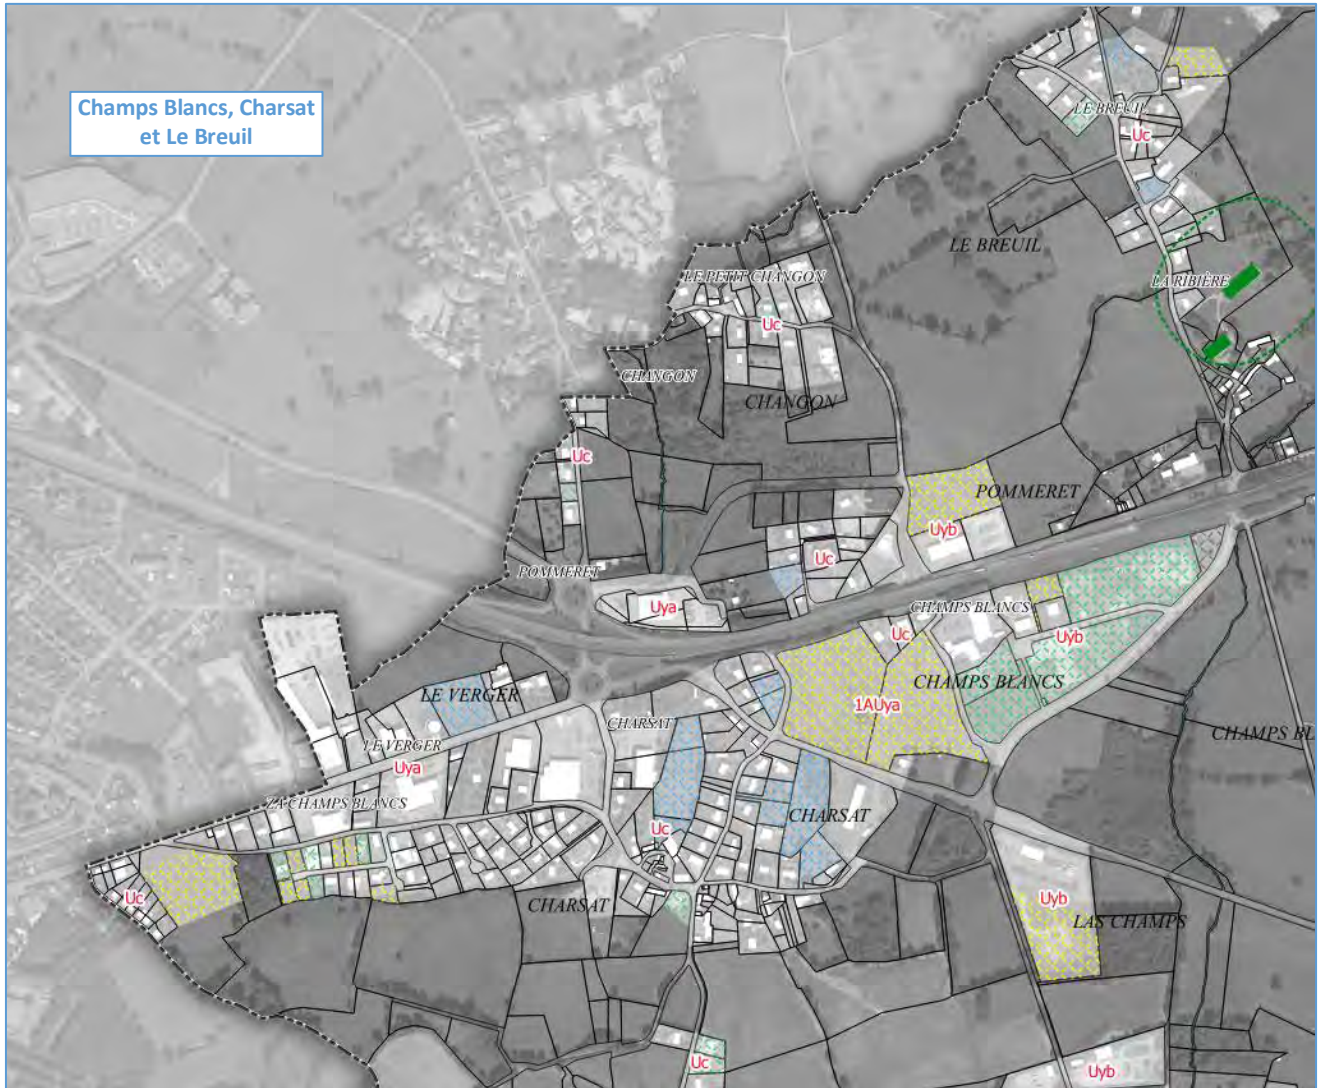 Champs Blancs, Charsat
et Le Breuil
LE BREUIL
Uc
LE BREUIL
LE PETIT CHANGON
LA RIBIÈRE
Uc
CHANGON
CHANGON
Uc
POMMERET
Uyb
Uc
POMMERET
Uya
CHAMPS BLANCS
Uc
Uyb
CHAMPS BLANCS
LE VERGER
1AUya
CHARSAT
CHAMPS BL
LE VERGER
Uya
ZA CHAMPS BLANCS
CHARSAT
Uc
Uc
CHARSAT
Uyb
LAS CHAMPS
Uc
Uyb